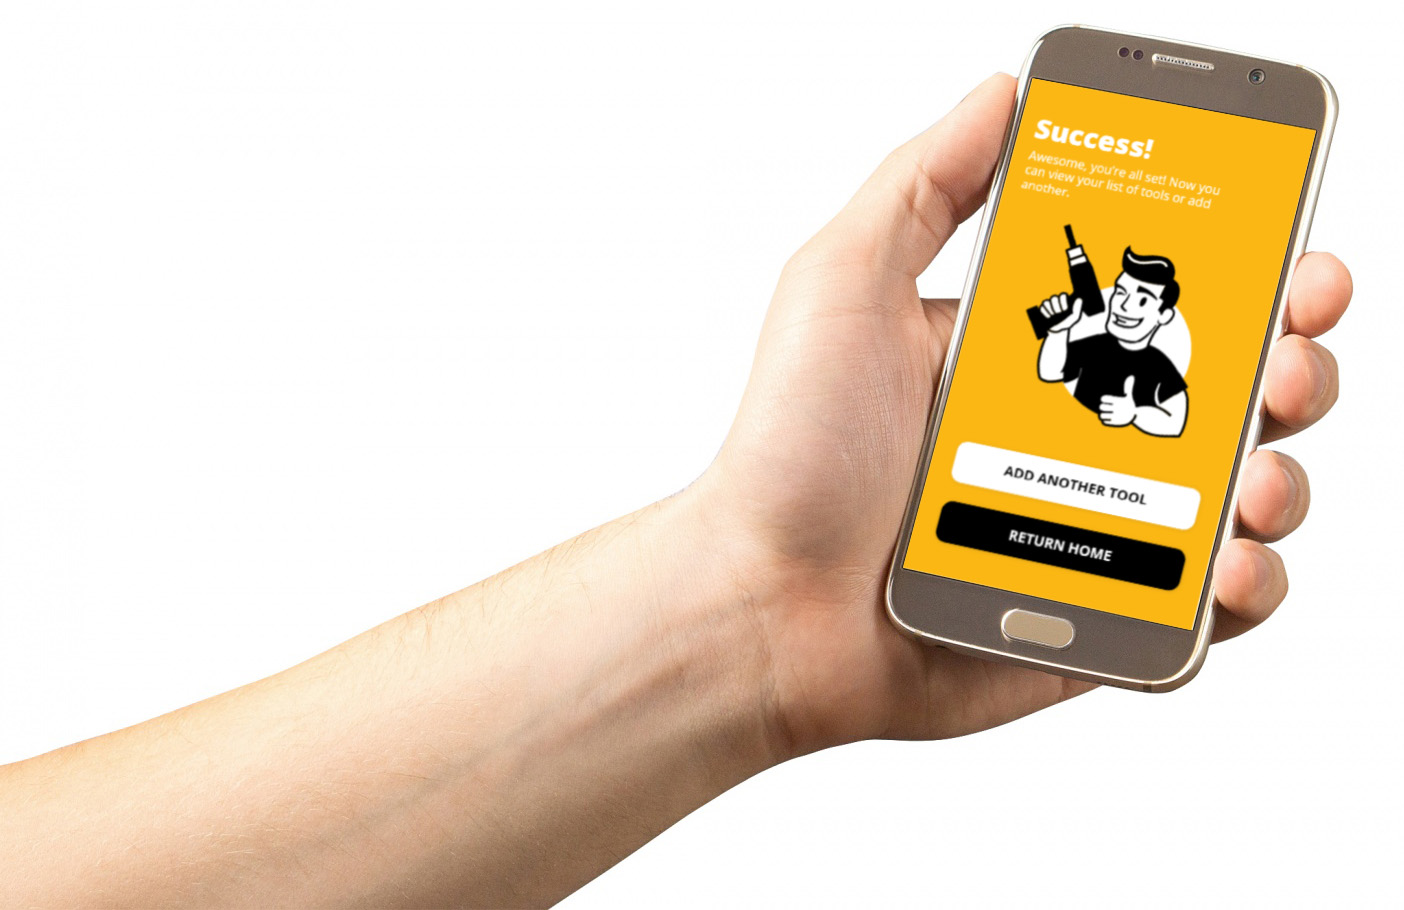 Success!
Awesome, you're all set! Now you
can view your list of tools or add
another.
ADD ANOTHER TOOL
RETURN HOME